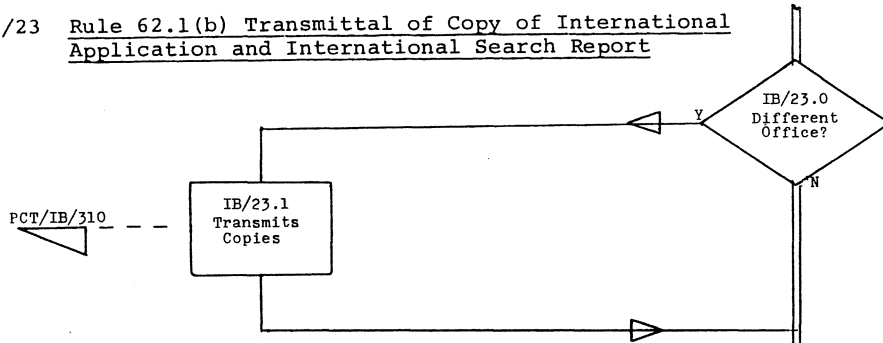 /23 Rule 62.1(b) Transmittal of Copy of International
Application and International Search Report
IB/23.0
Different
Office?
Y
N
IB/23.1
Transmits
Copies
PCT/IB/310